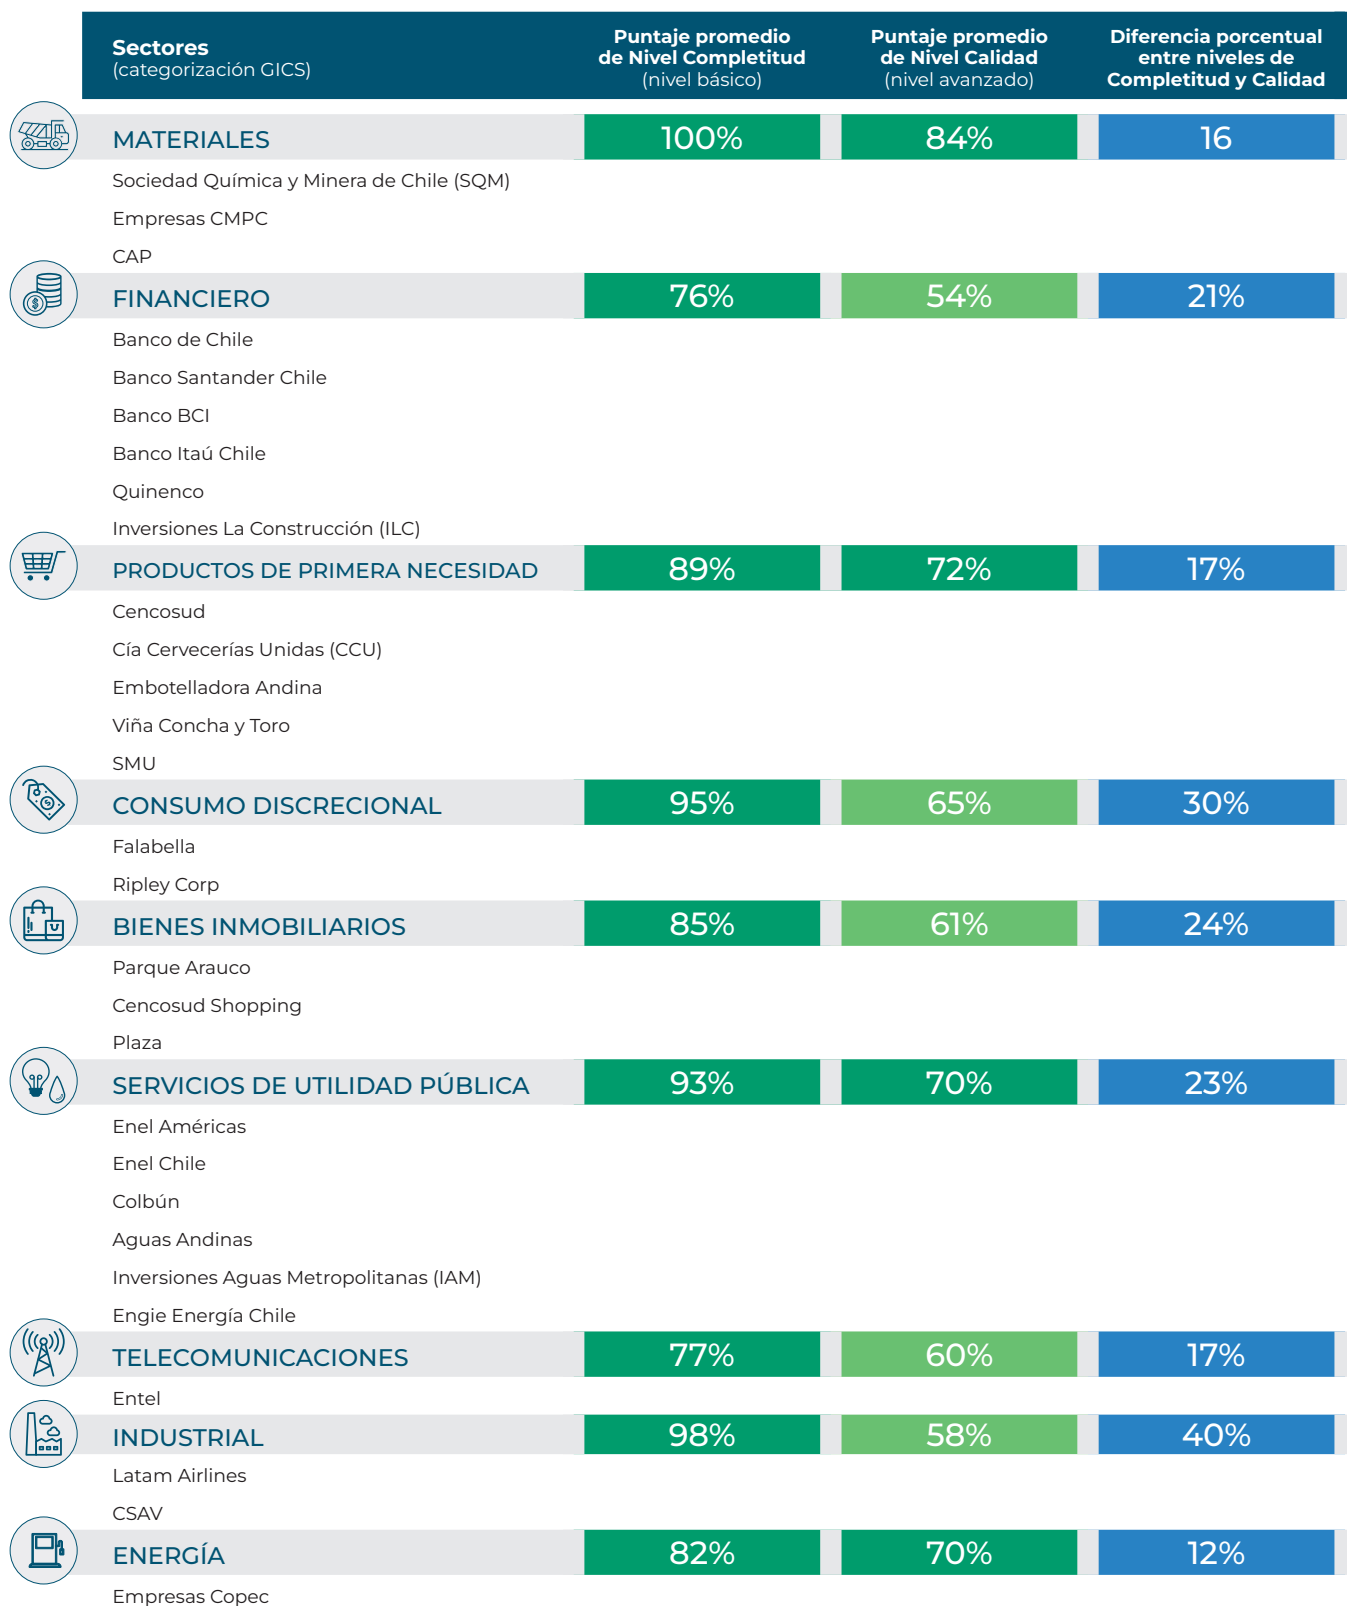 Sectores
(categorización GICS)
Puntaje promedio
de Nivel Completitud
(nivel básico)
Puntaje promedio
de Nivel Calidad
(nivel avanzado)
Diferencia porcentual
entre niveles de
Completitud y Calidad
MATERIALES 100% 84% 16
Sociedad Química y Minera de Chile (SQM)
Empresas CMPC
CAP
FINANCIERO 76% 54% 21%
Banco de Chile
Banco Santander Chile
Banco BCI
Banco Itaú Chile
Quinenco
Inversiones La Construcción (ILC)
PRODUCTOS DE PRIMERA NECESIDAD 89% 72% 17%
Cencosud
Cía Cervecerías Unidas (CCU)
Embotelladora Andina
Viña Concha y Toro
SMU
CONSUMO DISCRECIONAL 95% 65% 30%
Falabella
Ripley Corp
BIENES INMOBILIARIOS 85% 61% 24%
Parque Arauco
Cencosud Shopping
Plaza
SERVICIOS DE UTILIDAD PÚBLICA 93% 70% 23%
Enel Américas
Enel Chile
Colbún
Aguas Andinas
Inversiones Aguas Metropolitanas (IAM)
Engie Energía Chile
TELECOMUNICACIONES 77% 60% 17%
Entel
INDUSTRIAL 98% 58% 40%
Latam Airlines
CSAV
ENERGÍA 82% 70% 12%
Empresas Copec